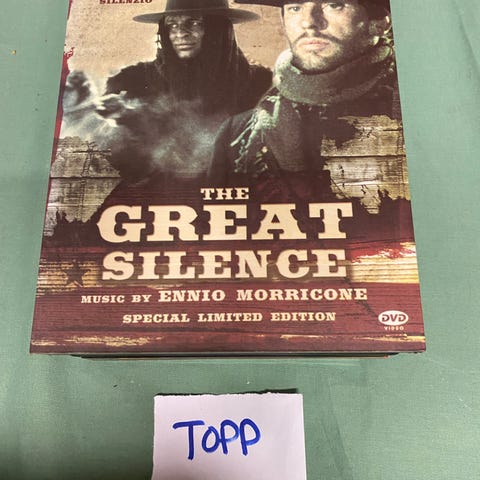 SILENZIO
THE
GREAT
SILENCE
MUSIC BY ENNIO MORRICONE
SPECIAL LIMITED EDITION
DVD
VIDEO
TOPP